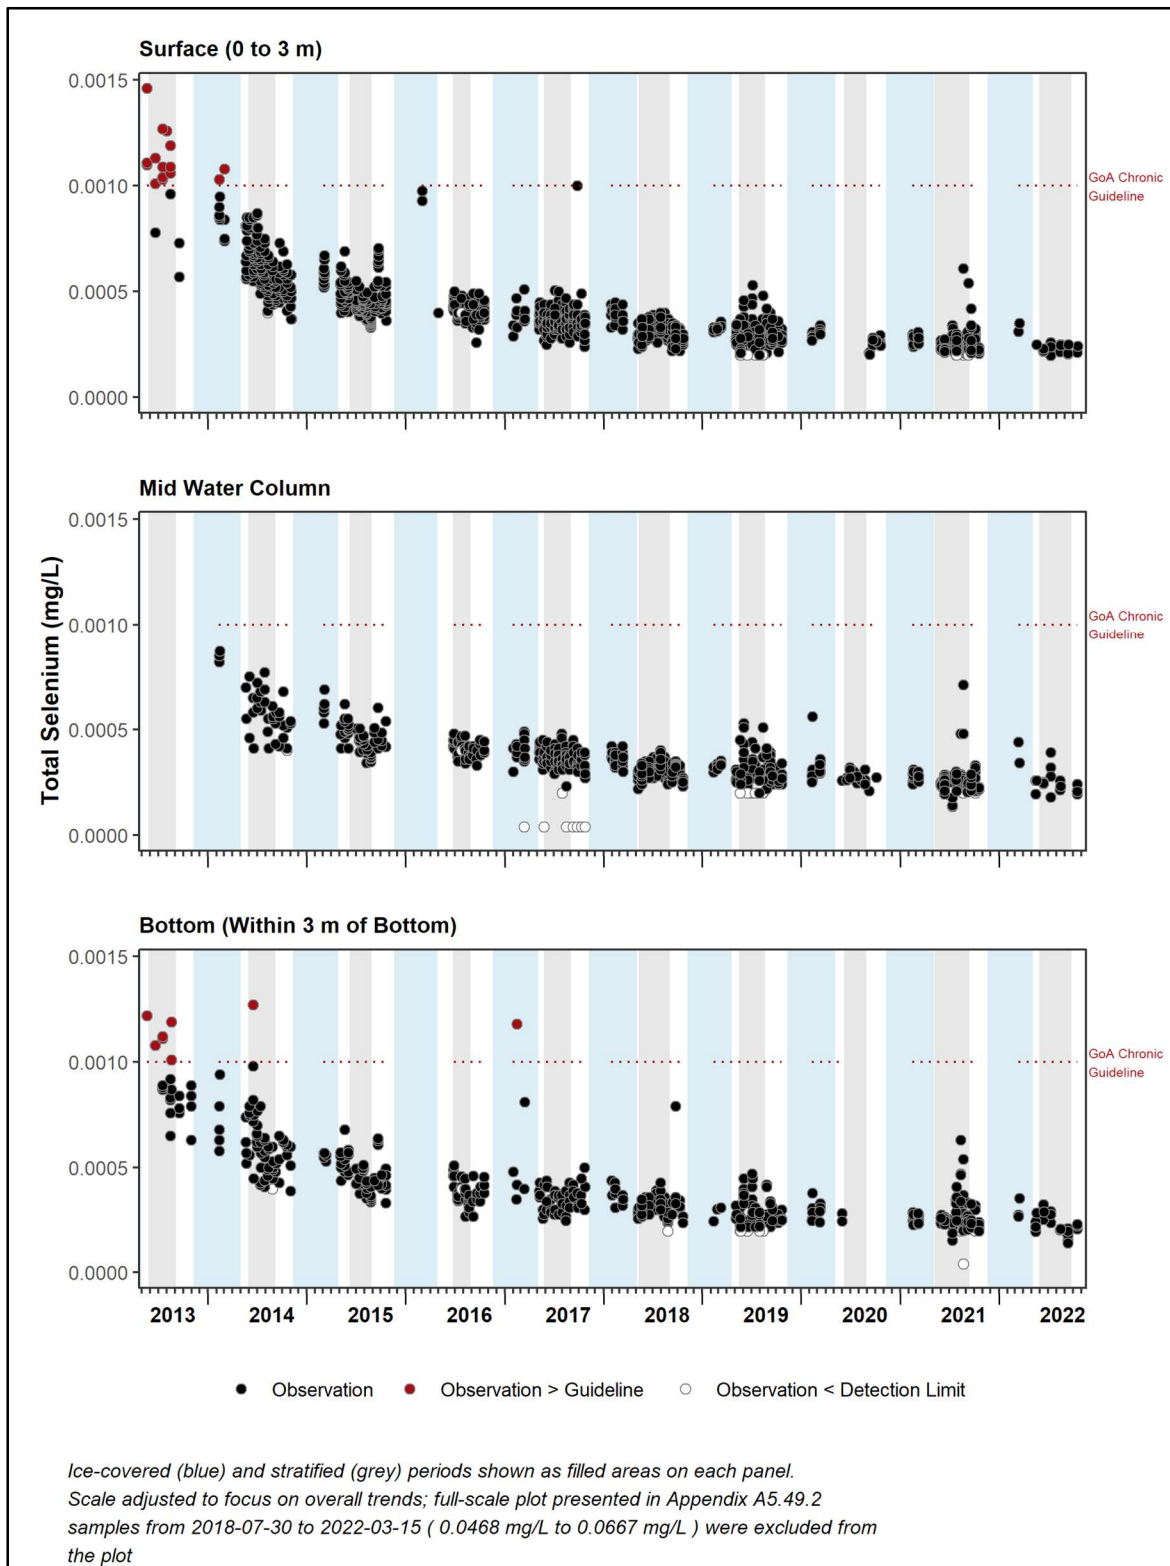 Surface (0 to 3 m)
0.0015
0.0010
0.0005
0.0000
GoA Chronic
Guideline
Mid Water Column
0.0015
0.0010
0.0005
0.0000
GoA Chronic
Guideline
Total Selenium (mg/L)
Bottom (Within 3 m of Bottom)
0.0015
0.0010
0.0005
0.0000
GoA Chronic
Guideline
2013 2014 2015 2016 2017 2018 2019 2020 2021 2022
Observation Observation > Guideline Observation < Detection Limit
Ice-covered (blue) and stratified (grey) periods shown as filled areas on each panel.
Scale adjusted to focus on overall trends; full-scale plot presented in Appendix A5.49.2
samples from 2018-07-30 to 2022-03-15 ( 0.0468 mg/L to 0.0667 mg/L ) were excluded from
the plot